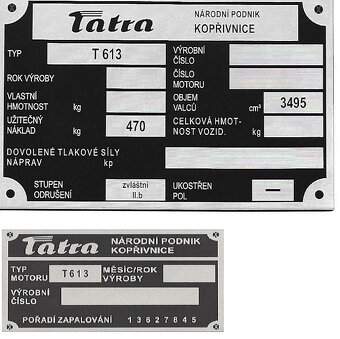 Tatra
NÁRODNÍ PODNIK
KOPŘIVNICE
TYP
T 613
VÝROBNÍ
ČÍSLO
ROK VÝROBY
ČÍSLO
MOTORU
VLASTNÍ
HMOTNOST kg
OBJEM
VÁLCŮ cm³
3495
UŽITEČNÝ
NÁKLAD kg
470
CELKOVÁ HMOT-
NOST VOZID. kg
DOVOLENÉ TLAKOVÉ SÍLY
NÁPRAV kp
STUPEN
ODRUŠENÍ
zvláštní
II.b
UKOSTŘEN
POL
—
Tatra
NÁRODNÍ PODNIK
KOPŘIVNICE
TYP
MOTORU
T613
MĚSÍC/ROK
VÝROBY
VÝROBNÍ
ČÍSLO
POŘADÍ ZAPALOVÁNÍ 1 3 6 2 7 8 4 5